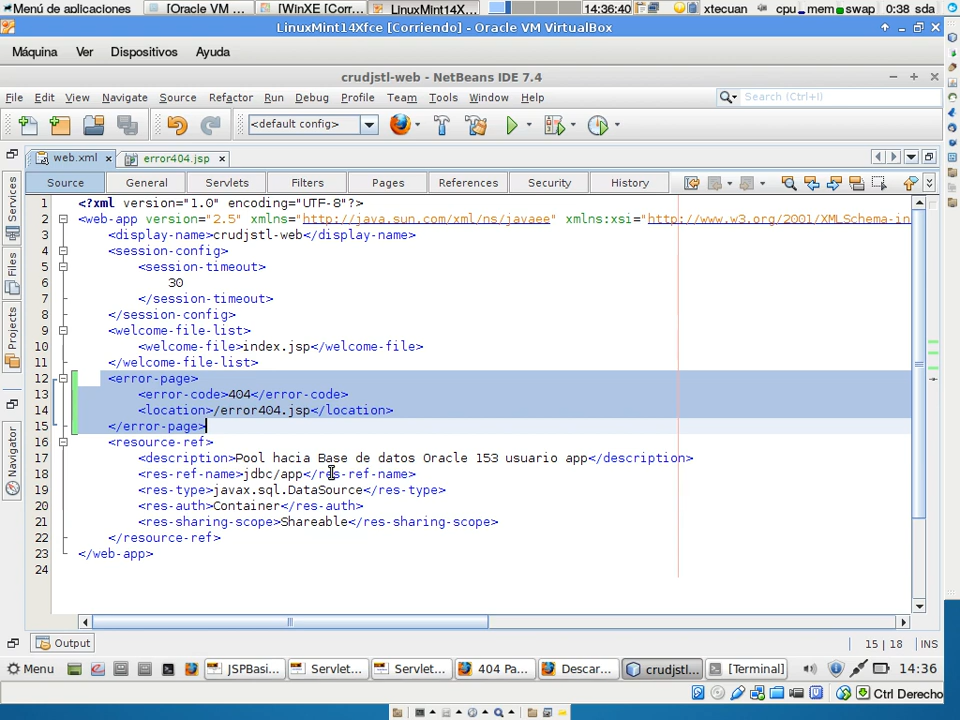 Menú de aplicaciones [Oracle VM ... [WinXE [Corr... LinuxMint14X... 14:36:40 xtecuan cpu mem swap 0:38 sda
LinuxMint14Xfce [Corriendo] - Oracle VM VirtualBox
Máquina Ver Dispositivos Ayuda
crudjstl-web - NetBeans IDE 7.4
File Edit View Navigate Source Refactor Run Debug Profile Team Tools Window Help Search (Ctrl+I)
<default config>
web.xml error404.jsp
Source General Servlets Filters Pages References Security History
Services
Files
Projects
Navigator
1 <?xml version="1.0" encoding="UTF-8"?>
2 <web-app version="2.5" xmlns="http://java.sun.com/xml/ns/javaee" xmlns:xsi="http://www.w3.org/2001/XMLSchema-in
3 <display-name>crudjstl-web</display-name>
4 <session-config>
5 <session-timeout>
6 30
7 </session-timeout>
8 </session-config>
9 <welcome-file-list>
10 <welcome-file>index.jsp</welcome-file>
11 </welcome-file-list>
12 <error-page>
13 <error-code>404</error-code>
14 <location>/error404.jsp</location>
15 </error-page>
16 <resource-ref>
17 <description>Pool hacia Base de datos Oracle 153 usuario app</description>
18 <res-ref-name>jdbc/app</res-ref-name>
19 <res-type>javax.sql.DataSource</res-type>
20 <res-auth>Container</res-auth>
21 <res-sharing-scope>Shareable</res-sharing-scope>
22 </resource-ref>
23 </web-app>
24
Output
15 | 18 INS
Menu JSPBasi... Servlet... Servlet... 404 Pa... Descar... crudjstl... [Terminal] 14:36
Ctrl Derecho